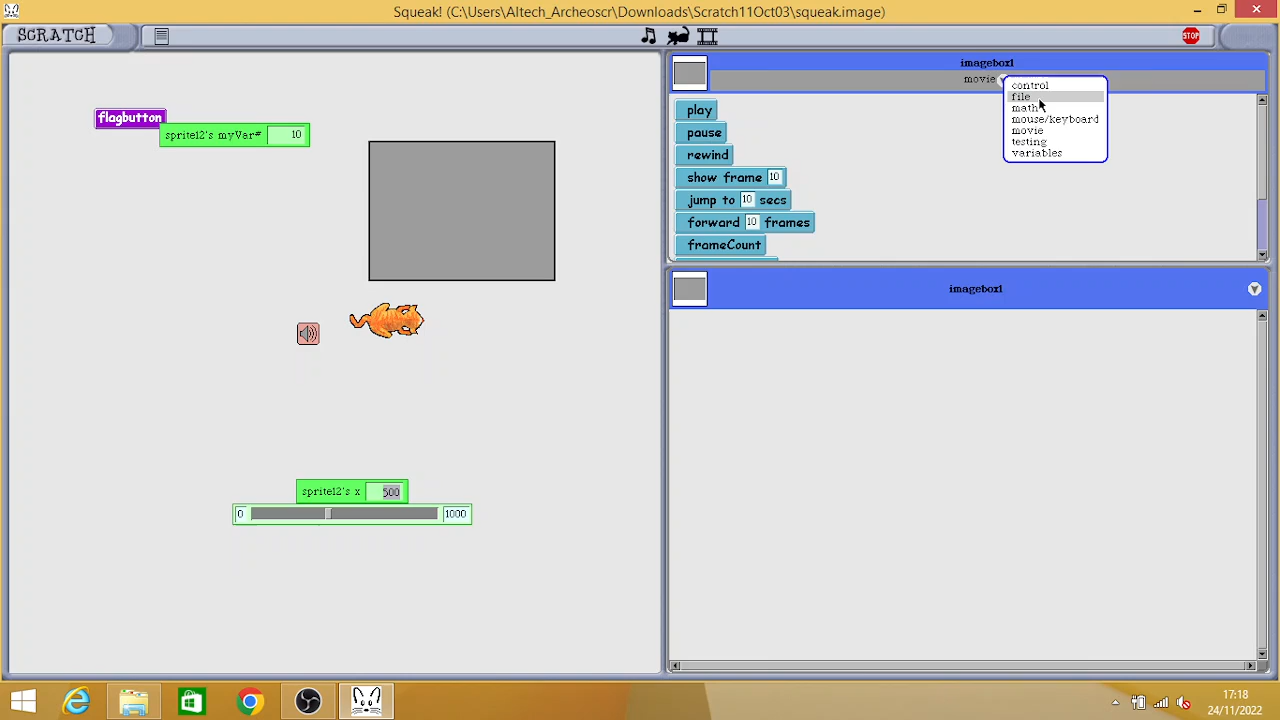 Squeak! (C:\Users\Altech_Archeoscr\Downloads\Scratch11Oct03\squeak.image)
SCRATCH
STOP
flagbutton
sprite12's myVar# 10
sprite12's x 500
0 1000
imagebox1
movie
control
file
math
mouse/keyboard
movie
testing
variables
play
pause
rewind
show frame 10
jump to 10 secs
forward 10 frames
frameCount
imagebox1
17:18
24/11/2022